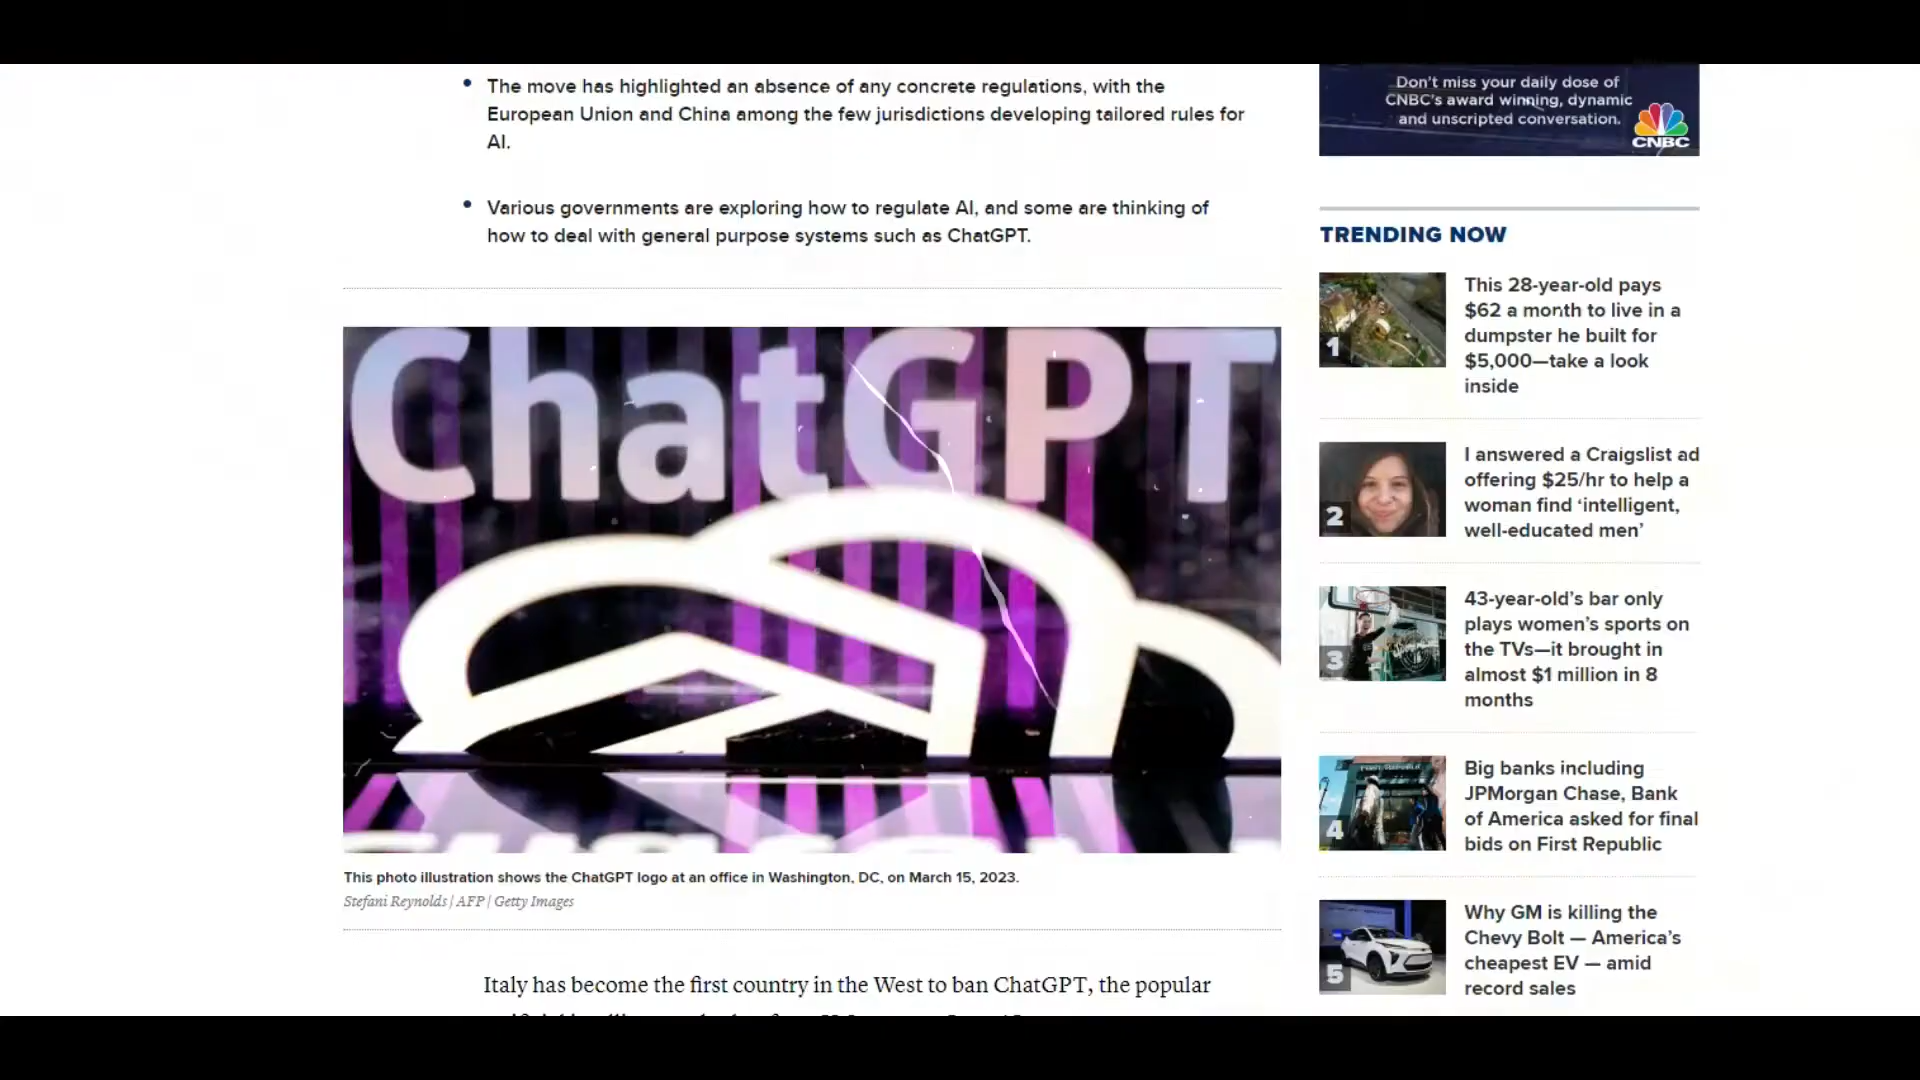 The move has highlighted an absence of any concrete regulations, with the
European Union and China among the few jurisdictions developing tailored rules for
AI.
Various governments are exploring how to regulate AI, and some are thinking of
how to deal with general purpose systems such as ChatGPT.
ChatGPT
This photo illustration shows the ChatGPT logo at an office in Washington, DC, on March 15, 2023.
Stefani Reynolds | AFP | Getty Images
Italy has become the first country in the West to ban ChatGPT, the popular
Don't miss your daily dose of
CNBC's award winning, dynamic
and unscripted conversation.
CNBC
TRENDING NOW
1
This 28-year-old pays
$62 a month to live in a
dumpster he built for
$5,000—take a look
inside
2
I answered a Craigslist ad
offering $25/hr to help a
woman find ‘intelligent,
well-educated men’
3
43-year-old’s bar only
plays women’s sports on
the TVs—it brought in
almost $1 million in 8
months
4
Big banks including
JPMorgan Chase, Bank
of America asked for final
bids on First Republic
5
Why GM is killing the
Chevy Bolt — America’s
cheapest EV — amid
record sales